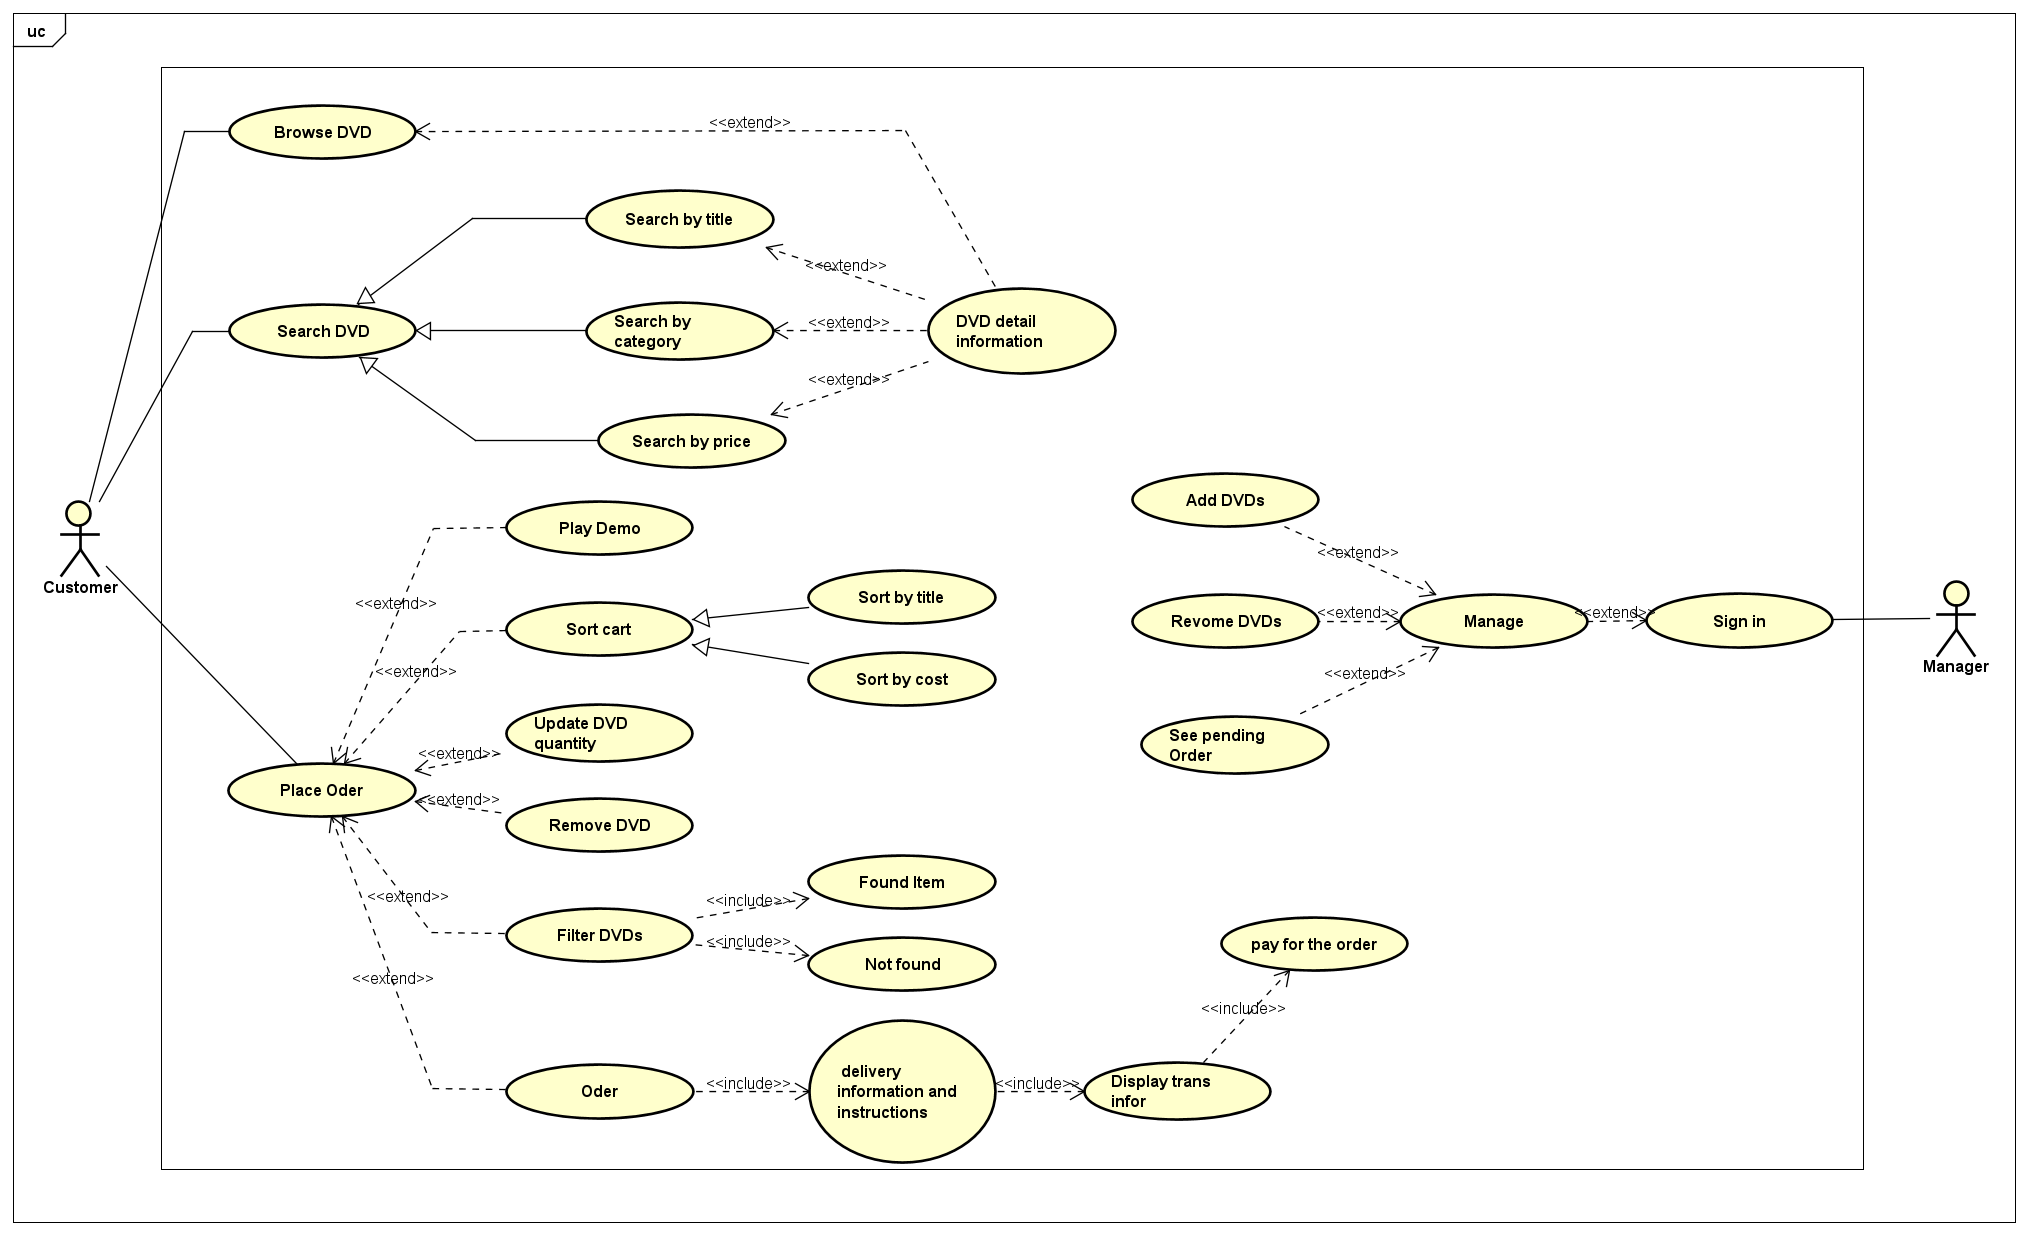 uc
Browse DVD
<<extend>>
Search by title
<<extend>>
Search DVD
Search by
category
<<extend>>
DVD detail
information
<<extend>>
Search by price
Customer
Play Demo
<<extend>>
Sort cart
Sort by title
Sort by cost
<<extend>>
Update DVD
quantity
<<extend>>
Place Oder
<<extend>>
Remove DVD
<<extend>>
Filter DVDs
<<include>>
Found Item
<<include>>
Not found
<<extend>>
Oder
<<include>>
delivery
information and
instructions
<<include>>
Display trans
infor
<<include>>
pay for the order
Add DVDs
<<extend>>
Revome DVDs
<<extend>>
Manage
<<extend>>
Sign in
Manager
<<extend>>
See pending
Order